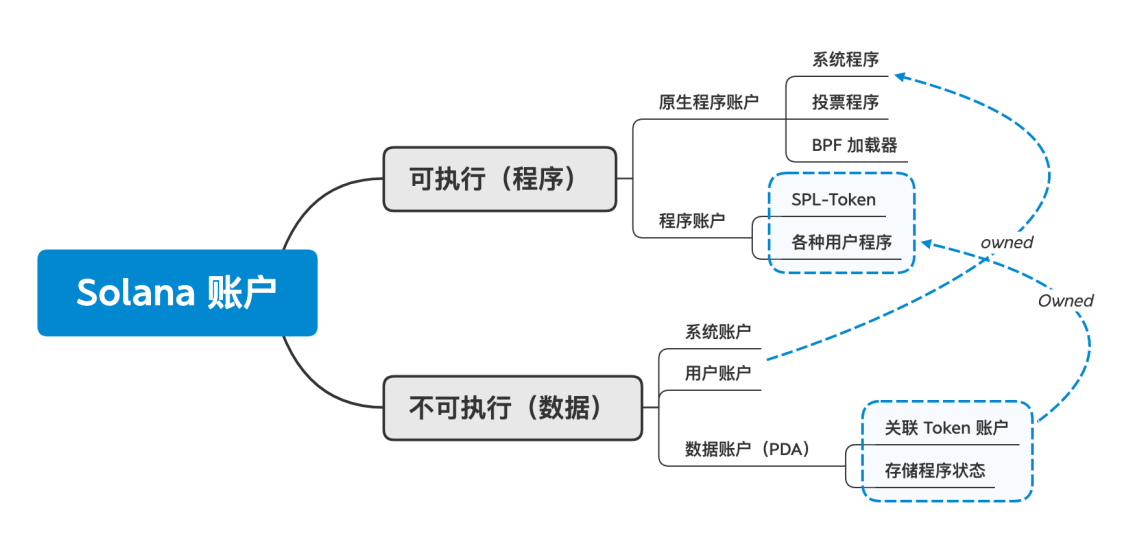 Solana 账户
可执行（程序）
原生程序账户
系统程序
投票程序
BPF 加载器
程序账户
SPL-Token
各种用户程序
owned
Owned
不可执行（数据）
系统账户
用户账户
数据账户（PDA）
关联 Token 账户
存储程序状态